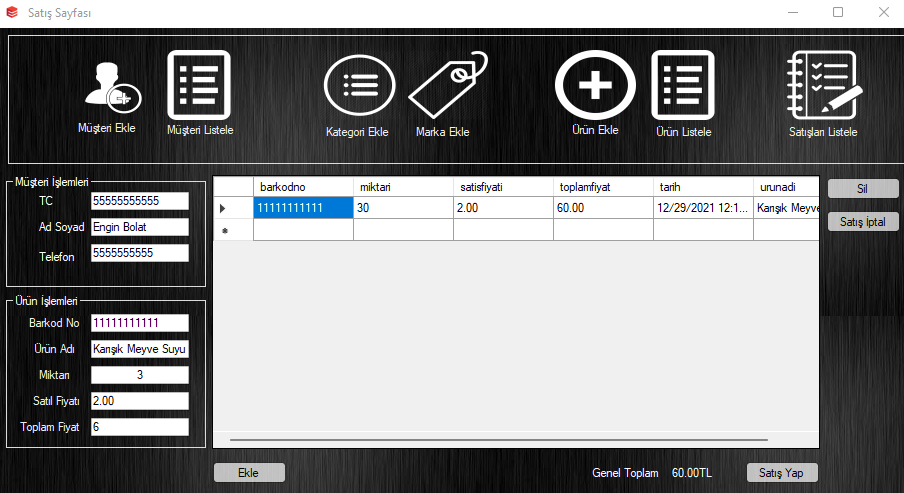 Satış Sayfası
Müşteri Ekle
Müşteri Listele
Kategori Ekle
Marka Ekle
Ürün Ekle
Ürün Listele
Satışları Listele
Müşteri İşlemleri
TC 55555555555
Ad Soyad Engin Bolat
Telefon 5555555555
Ürün İşlemleri
Barkod No 11111111111
Ürün Adı Karışık Meyve Suyu
Miktarı 3
Satıl Fiyatı 2.00
Toplam Fiyat 6
barkodno miktari satisfiyati toplamfiyat tarih urunadi
11111111111 30 2.00 60.00 12/29/2021 12:1... Karışık Meyve
Sil
Satış İptal
Ekle
Genel Toplam 60.00TL
Satış Yap